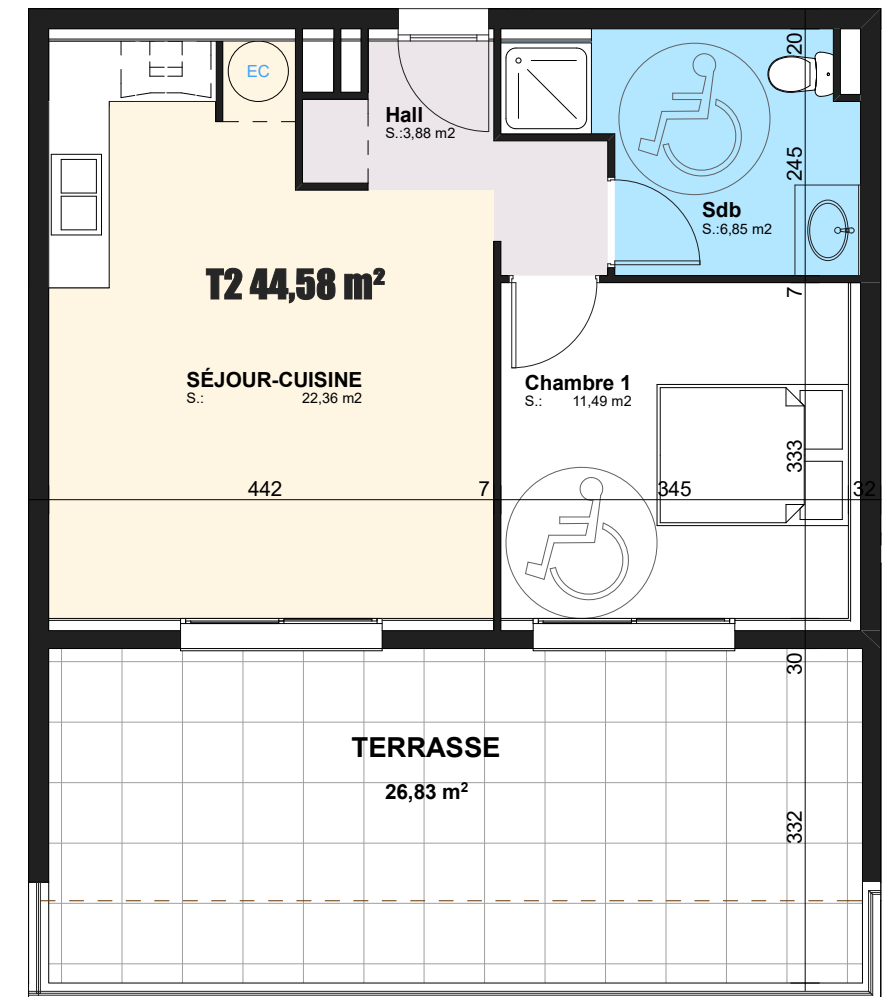 20
EC
Hall
S.:3,88 m2
245
Sdb
S.:6,85 m2
T2 44,58 m²
7
SÉJOUR-CUISINE
S.: 22,36 m2
Chambre 1
S.: 11,49 m2
333
442
7
345
32
30
TERRASSE
26,83 m²
332